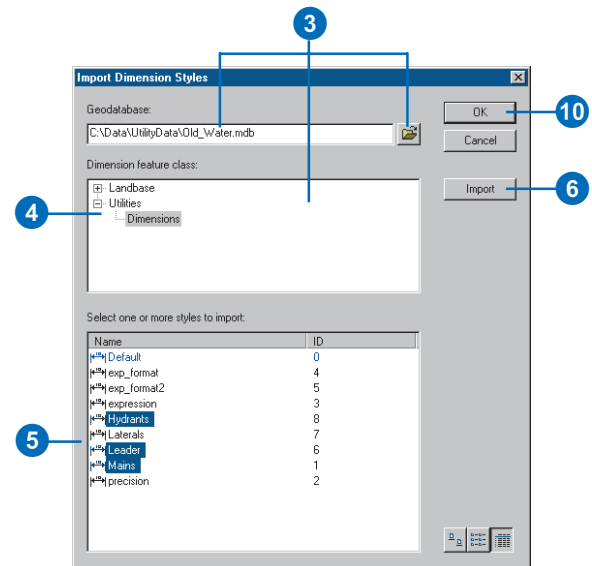 3
Import Dimension Styles
Geodatabase:
OK
10
C:\Data\UtilityData\Old_Water.mdb
Cancel
Dimension feature class:
Landbase
Import
6
4
Utilities
Dimensions
Select one or more styles to import:
Name ID
Default 0
exp_format 4
exp_format2 5
expression 3
Hydrants 8
Laterals 7
5
Leader 6
Mains 1
precision 2